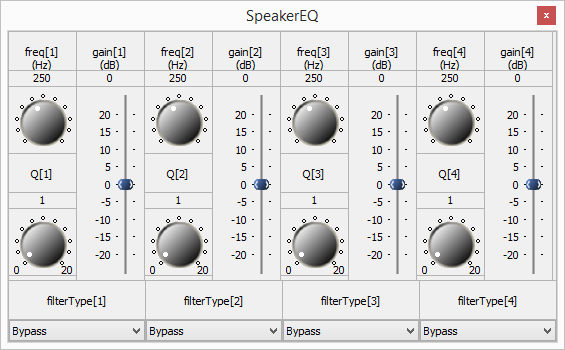 SpeakerEQ
x
freq[1] gain[1] freq[2] gain[2] freq[3] gain[3] freq[4] gain[4]
(Hz) (dB) (Hz) (dB) (Hz) (dB) (Hz) (dB)
250 0 250 0 250 0 250 0
20 20 20 20
15 15 15 15
10 10 10 10
5 5 5 5
Q[1] 0 Q[2] 0 Q[3] 0 Q[4] 0
1 -5 1 -5 1 -5 1 -5
-10 -10 -10 -10
-15 -15 -15 -15
-20 -20 -20 -20
0 20 0 20 0 20 0 20
filterType[1] filterType[2] filterType[3] filterType[4]
Bypass Bypass Bypass Bypass